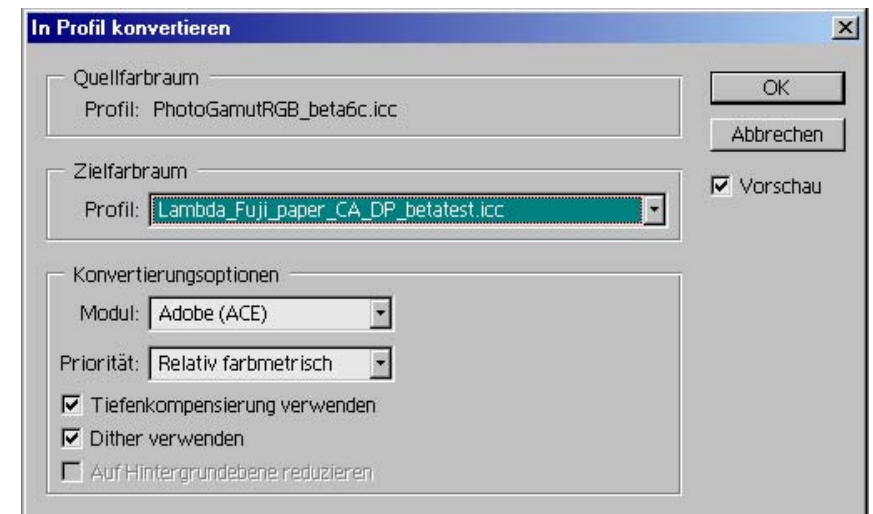 In Profil konvertieren
Quellfarbraum
Profil: PhotoGamutRGB_beta6c.icc
OK
Abbrechen
Zielfarbraum
Profil: Lambda_Fuji_paper_CA_DP_betatest.icc
Vorschau
Konvertierungsoptionen
Modul: Adobe (ACE)
Priorität: Relativ farbmetrisch
Tiefenkompensierung verwenden
Dither verwenden
Auf Hintergrundebene reduzieren